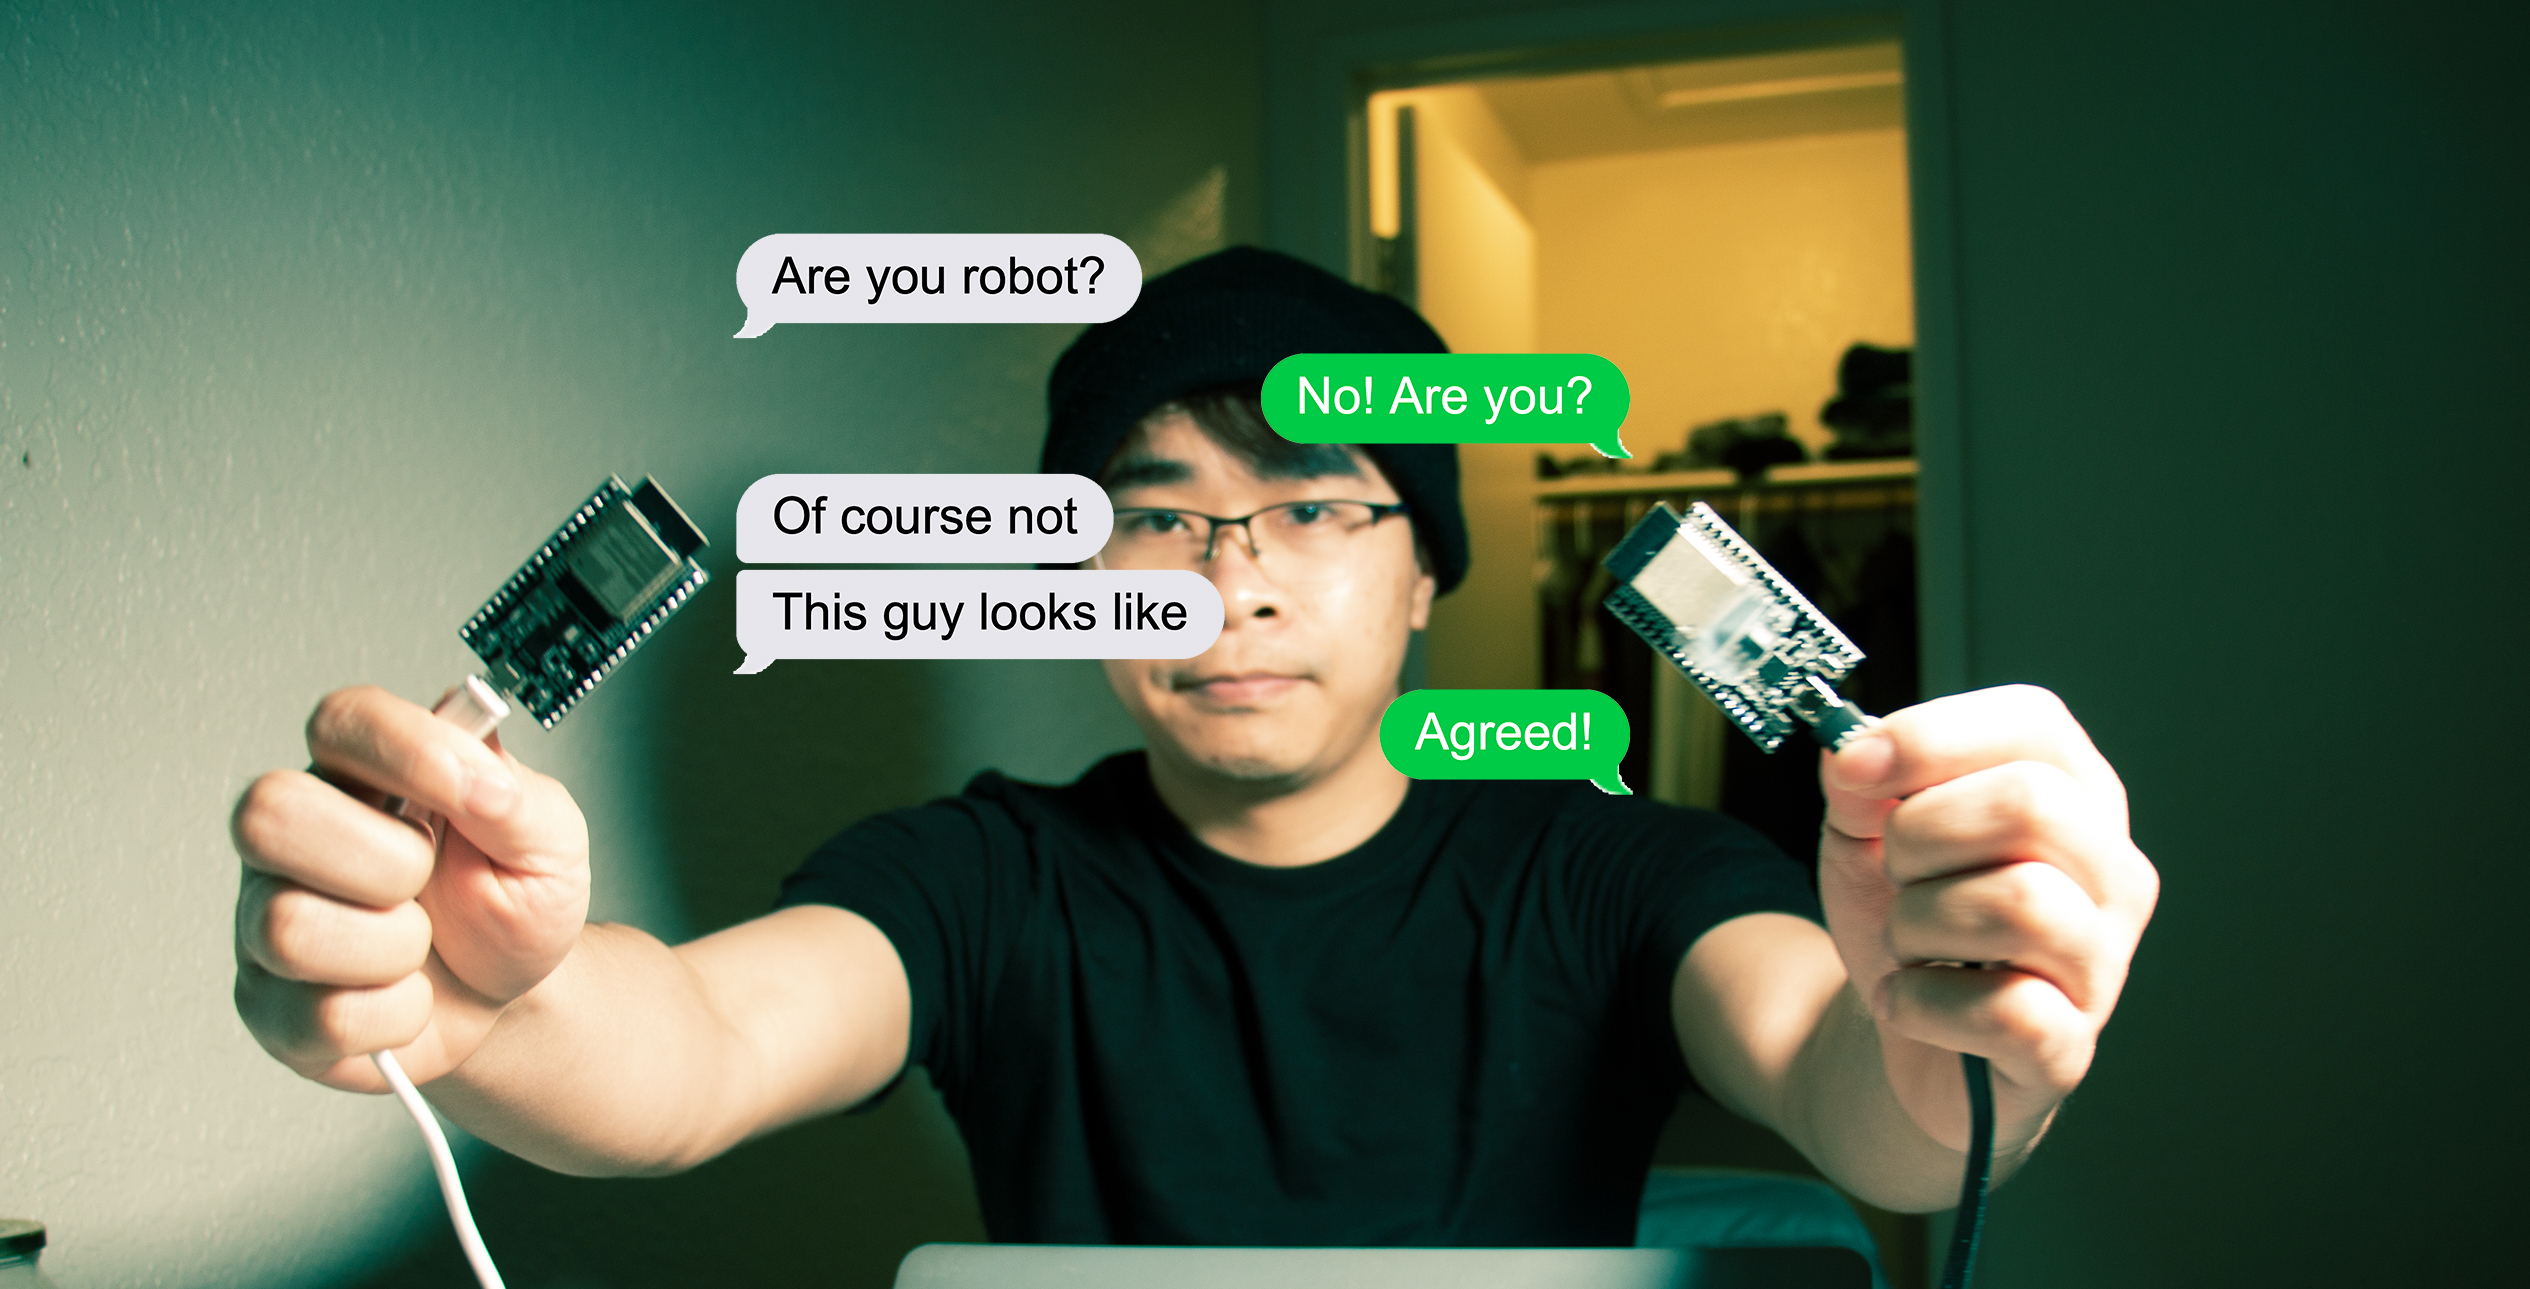 Are you robot?
No! Are you?
Of course not
This guy looks like
Agreed!